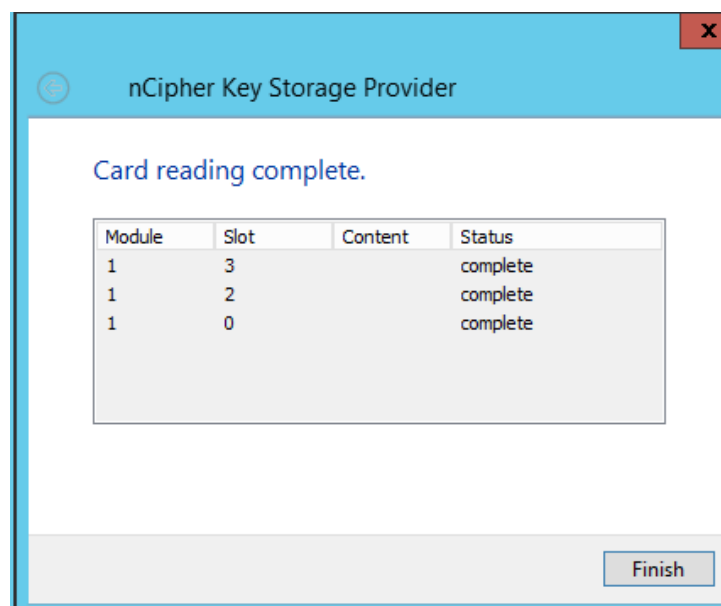 x
nCipher Key Storage Provider
Card reading complete.
Module Slot Content Status
1 3 complete
1 2 complete
1 0 complete
Finish